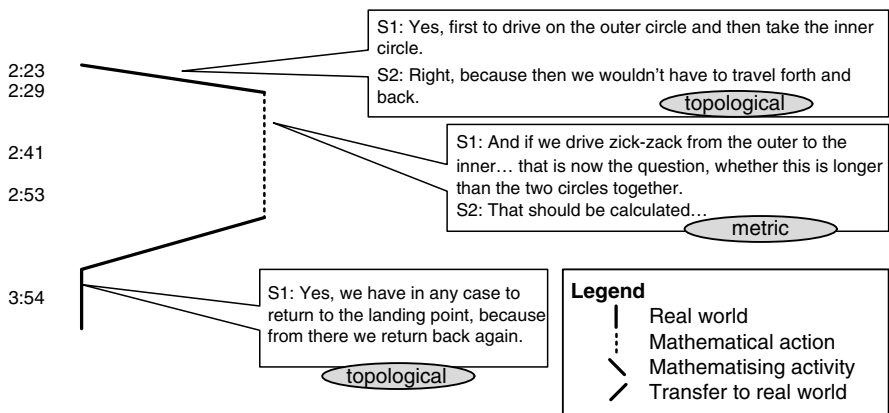 S1: Yes, first to drive on the outer circle and then take the inner
circle.
S2: Right, because then we wouldn't have to travel forth and
back.
topological
2:23
2:29
2:41
2:53
3:54
S1: And if we drive zick-zack from the outer to the
inner… that is now the question, whether this is longer
than the two circles together.
S2: That should be calculated…
metric
S1: Yes, we have in any case to
return to the landing point, because
from there we return back again.
topological
Legend
Real world
Mathematical action
Mathematising activity
Transfer to real world